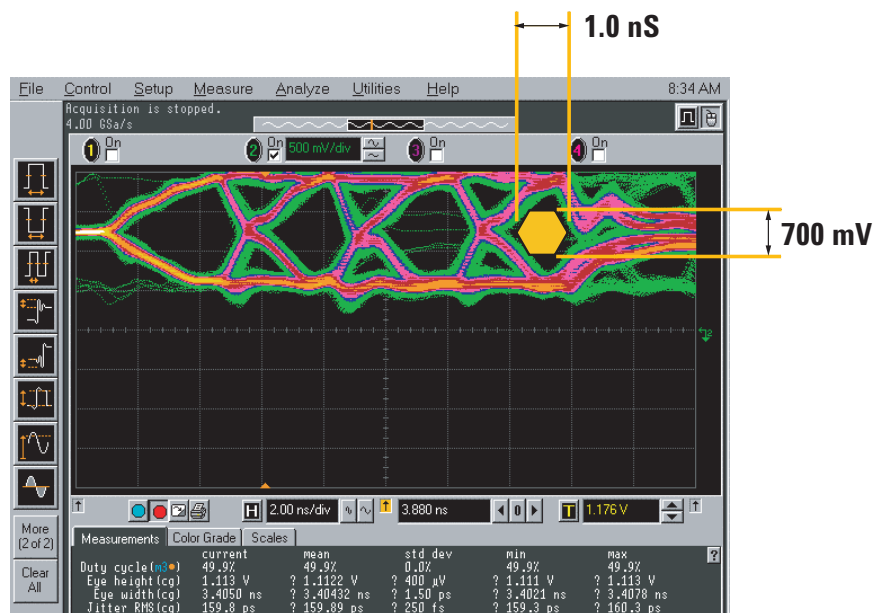 1.0 nS
File Control Setup Measure Analyze Utilities Help 8:34 AM
Acquisition is stopped.
4.00 GSa/s
1 On 2 On 500 mV/div 3 On 4 On
700 mV
2
More
(2 of 2)
Clear
All
H 2.00 ns/div 3.880 ns 0 T 1.176 V
Measurements Color Grade Scales ?
current mean std dev min max
Duty cycle(m3) 49.9% 49.9% 0.0% 49.9% 49.9%
Eye height(cg) 1.113 V ? 1.1122 V ? 400 µV ? 1.111 V ? 1.113 V
Eye width(cg) 3.4050 ns ? 3.40432 ns ? 1.50 ps ? 3.4021 ns ? 3.4078 ns
Jitter RMS(cg) 159.8 ps ? 159.89 ps ? 250 fs ? 159.3 ps ? 160.3 ps